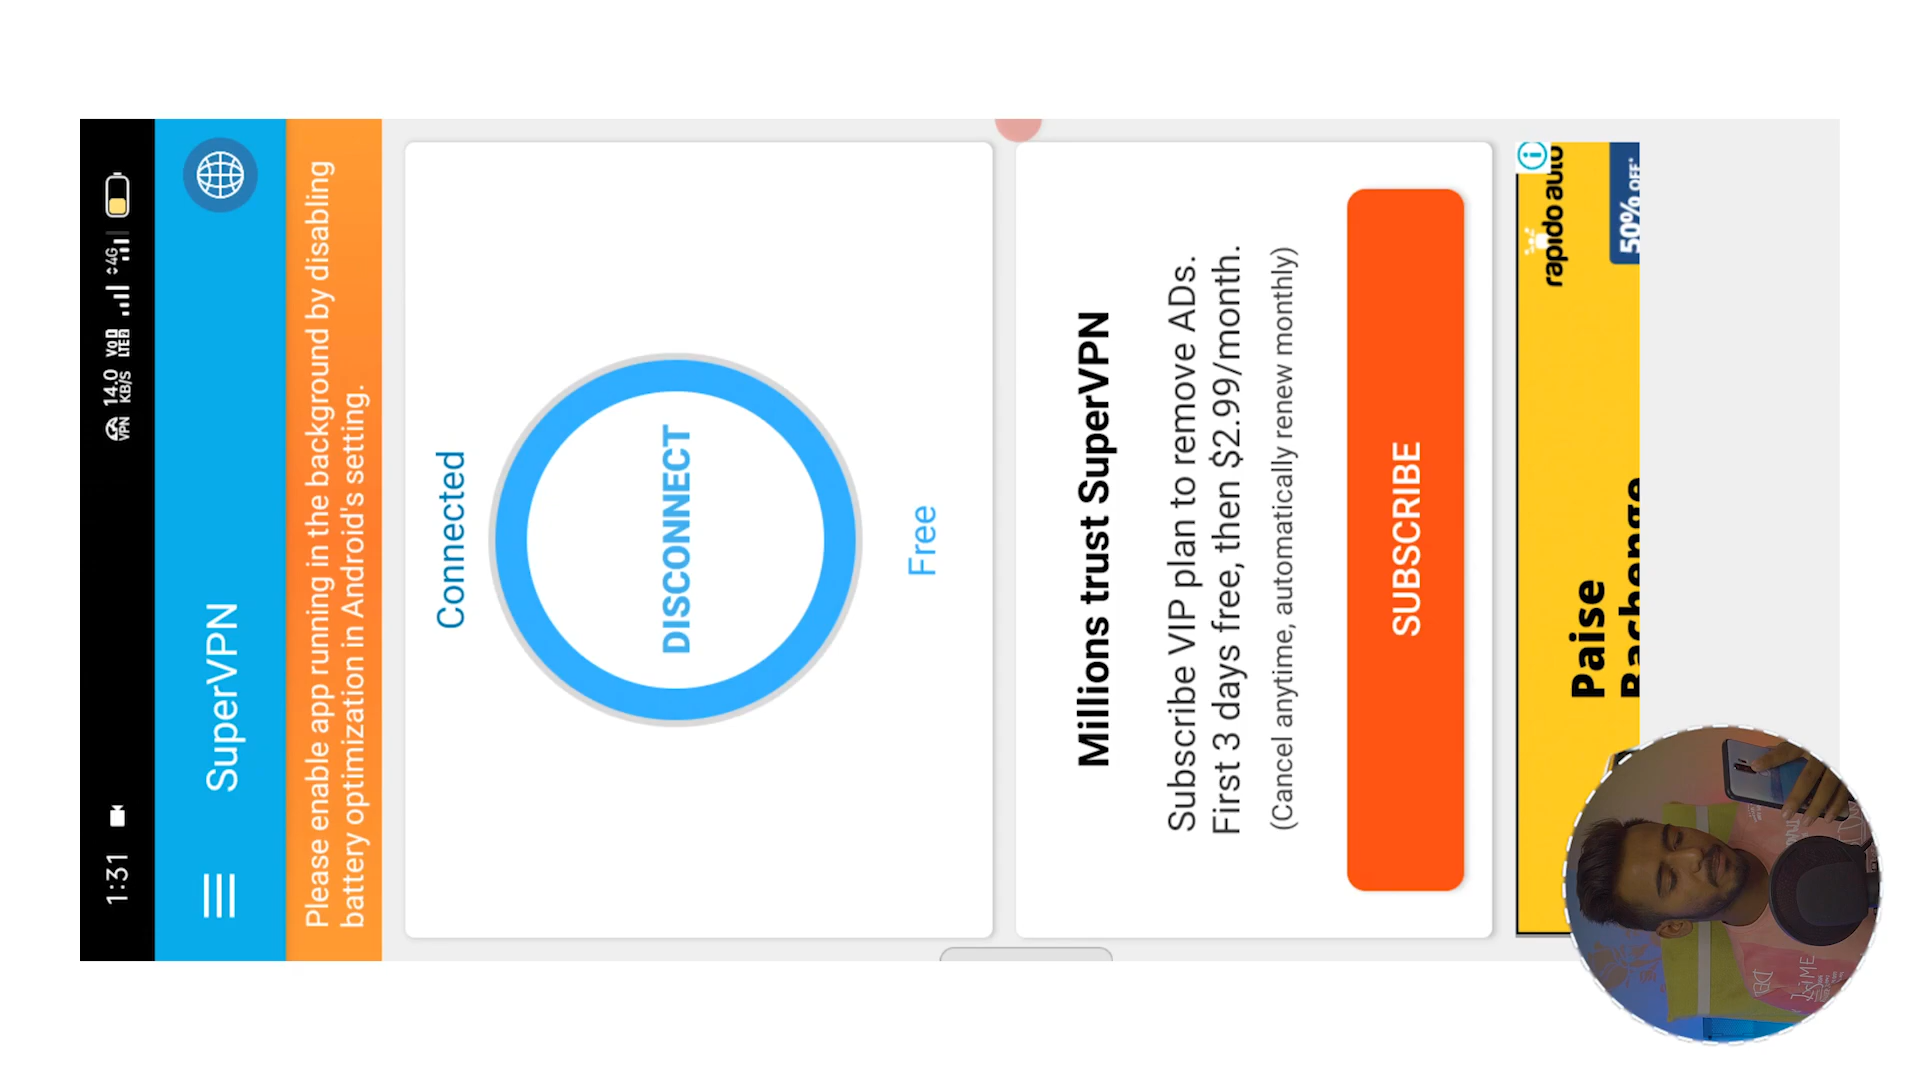 1:31
VPN
14.0
KB/S
Vo
LTE 2
4G
SuperVPN
Please enable app running in the background by disabling
battery optimization in Android's setting.
Connected
DISCONNECT
Free
Millions trust SuperVPN
Subscribe VIP plan to remove ADs.
First 3 days free, then $2.99/month.
(Cancel anytime, automatically renew monthly)
SUBSCRIBE
rapido auto
50% OFF*
Paise
Bachenge